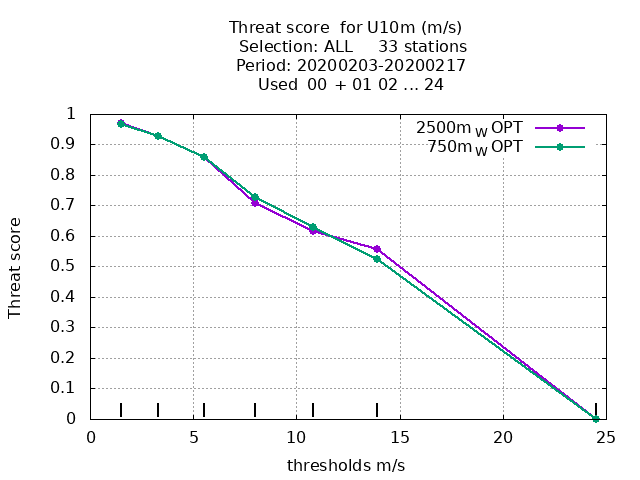 Threat score  for U10m (m/s)
Selection: ALL     33 stations
Period: 20200203-20200217
Used  00  + 01 02 ... 24
2500m W OPT
750m W OPT
1
0.9
0.8
0.7
0.6
0.5
0.4
0.3
0.2
0.1
0
Threat score
0 5 10 15 20 25
thresholds m/s